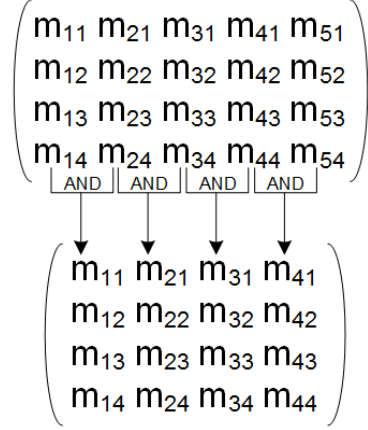 m₁₁ m₂₁ m₃₁ m₄₁ m₅₁
m₁₂ m₂₂ m₃₂ m₄₂ m₅₂
m₁₃ m₂₃ m₃₃ m₄₃ m₅₃
m₁₄ m₂₄ m₃₄ m₄₄ m₅₄
AND AND AND AND
m₁₁ m₂₁ m₃₁ m₄₁
m₁₂ m₂₂ m₃₂ m₄₂
m₁₃ m₂₃ m₃₃ m₄₃
m₁₄ m₂₄ m₃₄ m₄₄